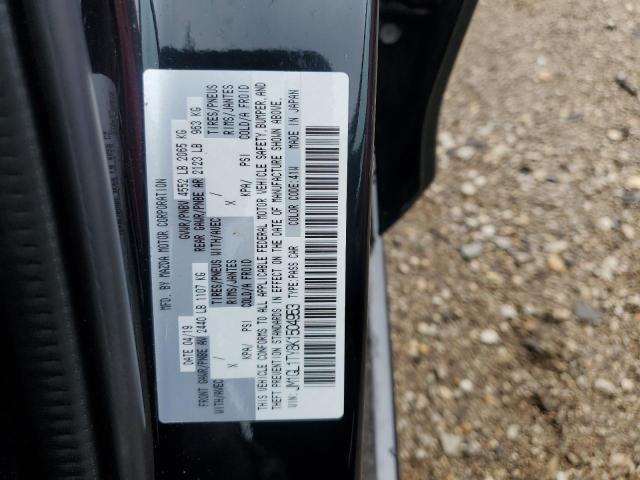 MFD. BY MAZDA MOTOR CORPORATION
DATE 04/19 GVWR/PNBV 4552 LB 2065 KG
FRONT GAWR/PNBE AV 2440 LB 1107 KG REAR GAWR/PNBE AR 2123 LB 963 KG
WITH/AVEC TIRES/PNEUS WITH/AVEC TIRES/PNEUS
/ RIMS/JANTES / RIMS/JANTES
X COLD/A FROID X COLD/A FROID
KPA/ PSI KPA/ PSI
THIS VEHICLE CONFORMS TO ALL APPLICABLE FEDERAL MOTOR VEHICLE SAFETY, BUMPER, AND
THEFT PREVENTION STANDARDS IN EFFECT ON THE DATE OF MANUFACTURE SHOWN ABOVE.
VIN: JM1GL1TY8K1504953 TYPE:PASS CAR COLOR CODE:41W MADE IN JAPAN